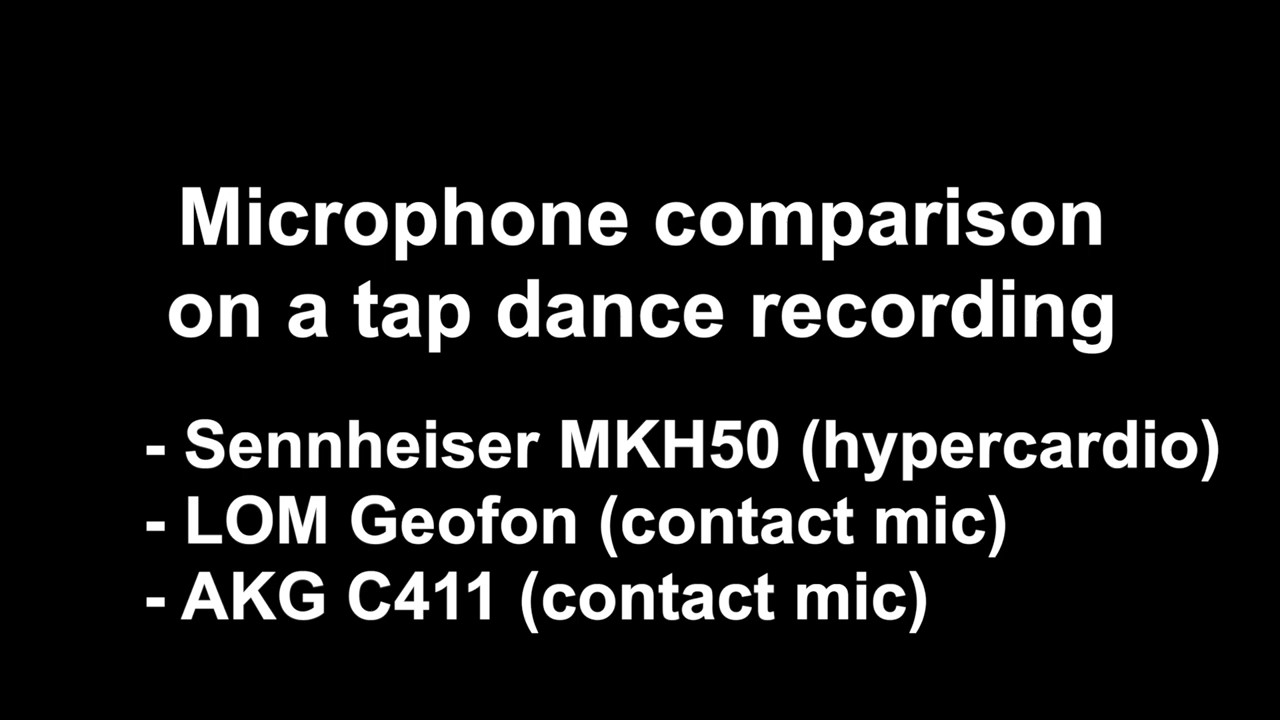 Microphone comparison
on a tap dance recording
- Sennheiser MKH50 (hypercardio)
- LOM Geofon (contact mic)
- AKG C411 (contact mic)